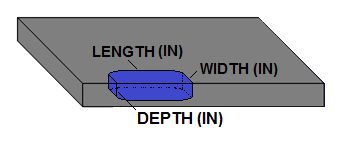 LENGTH (IN)
WIDTH (IN)
DEPTH (IN)